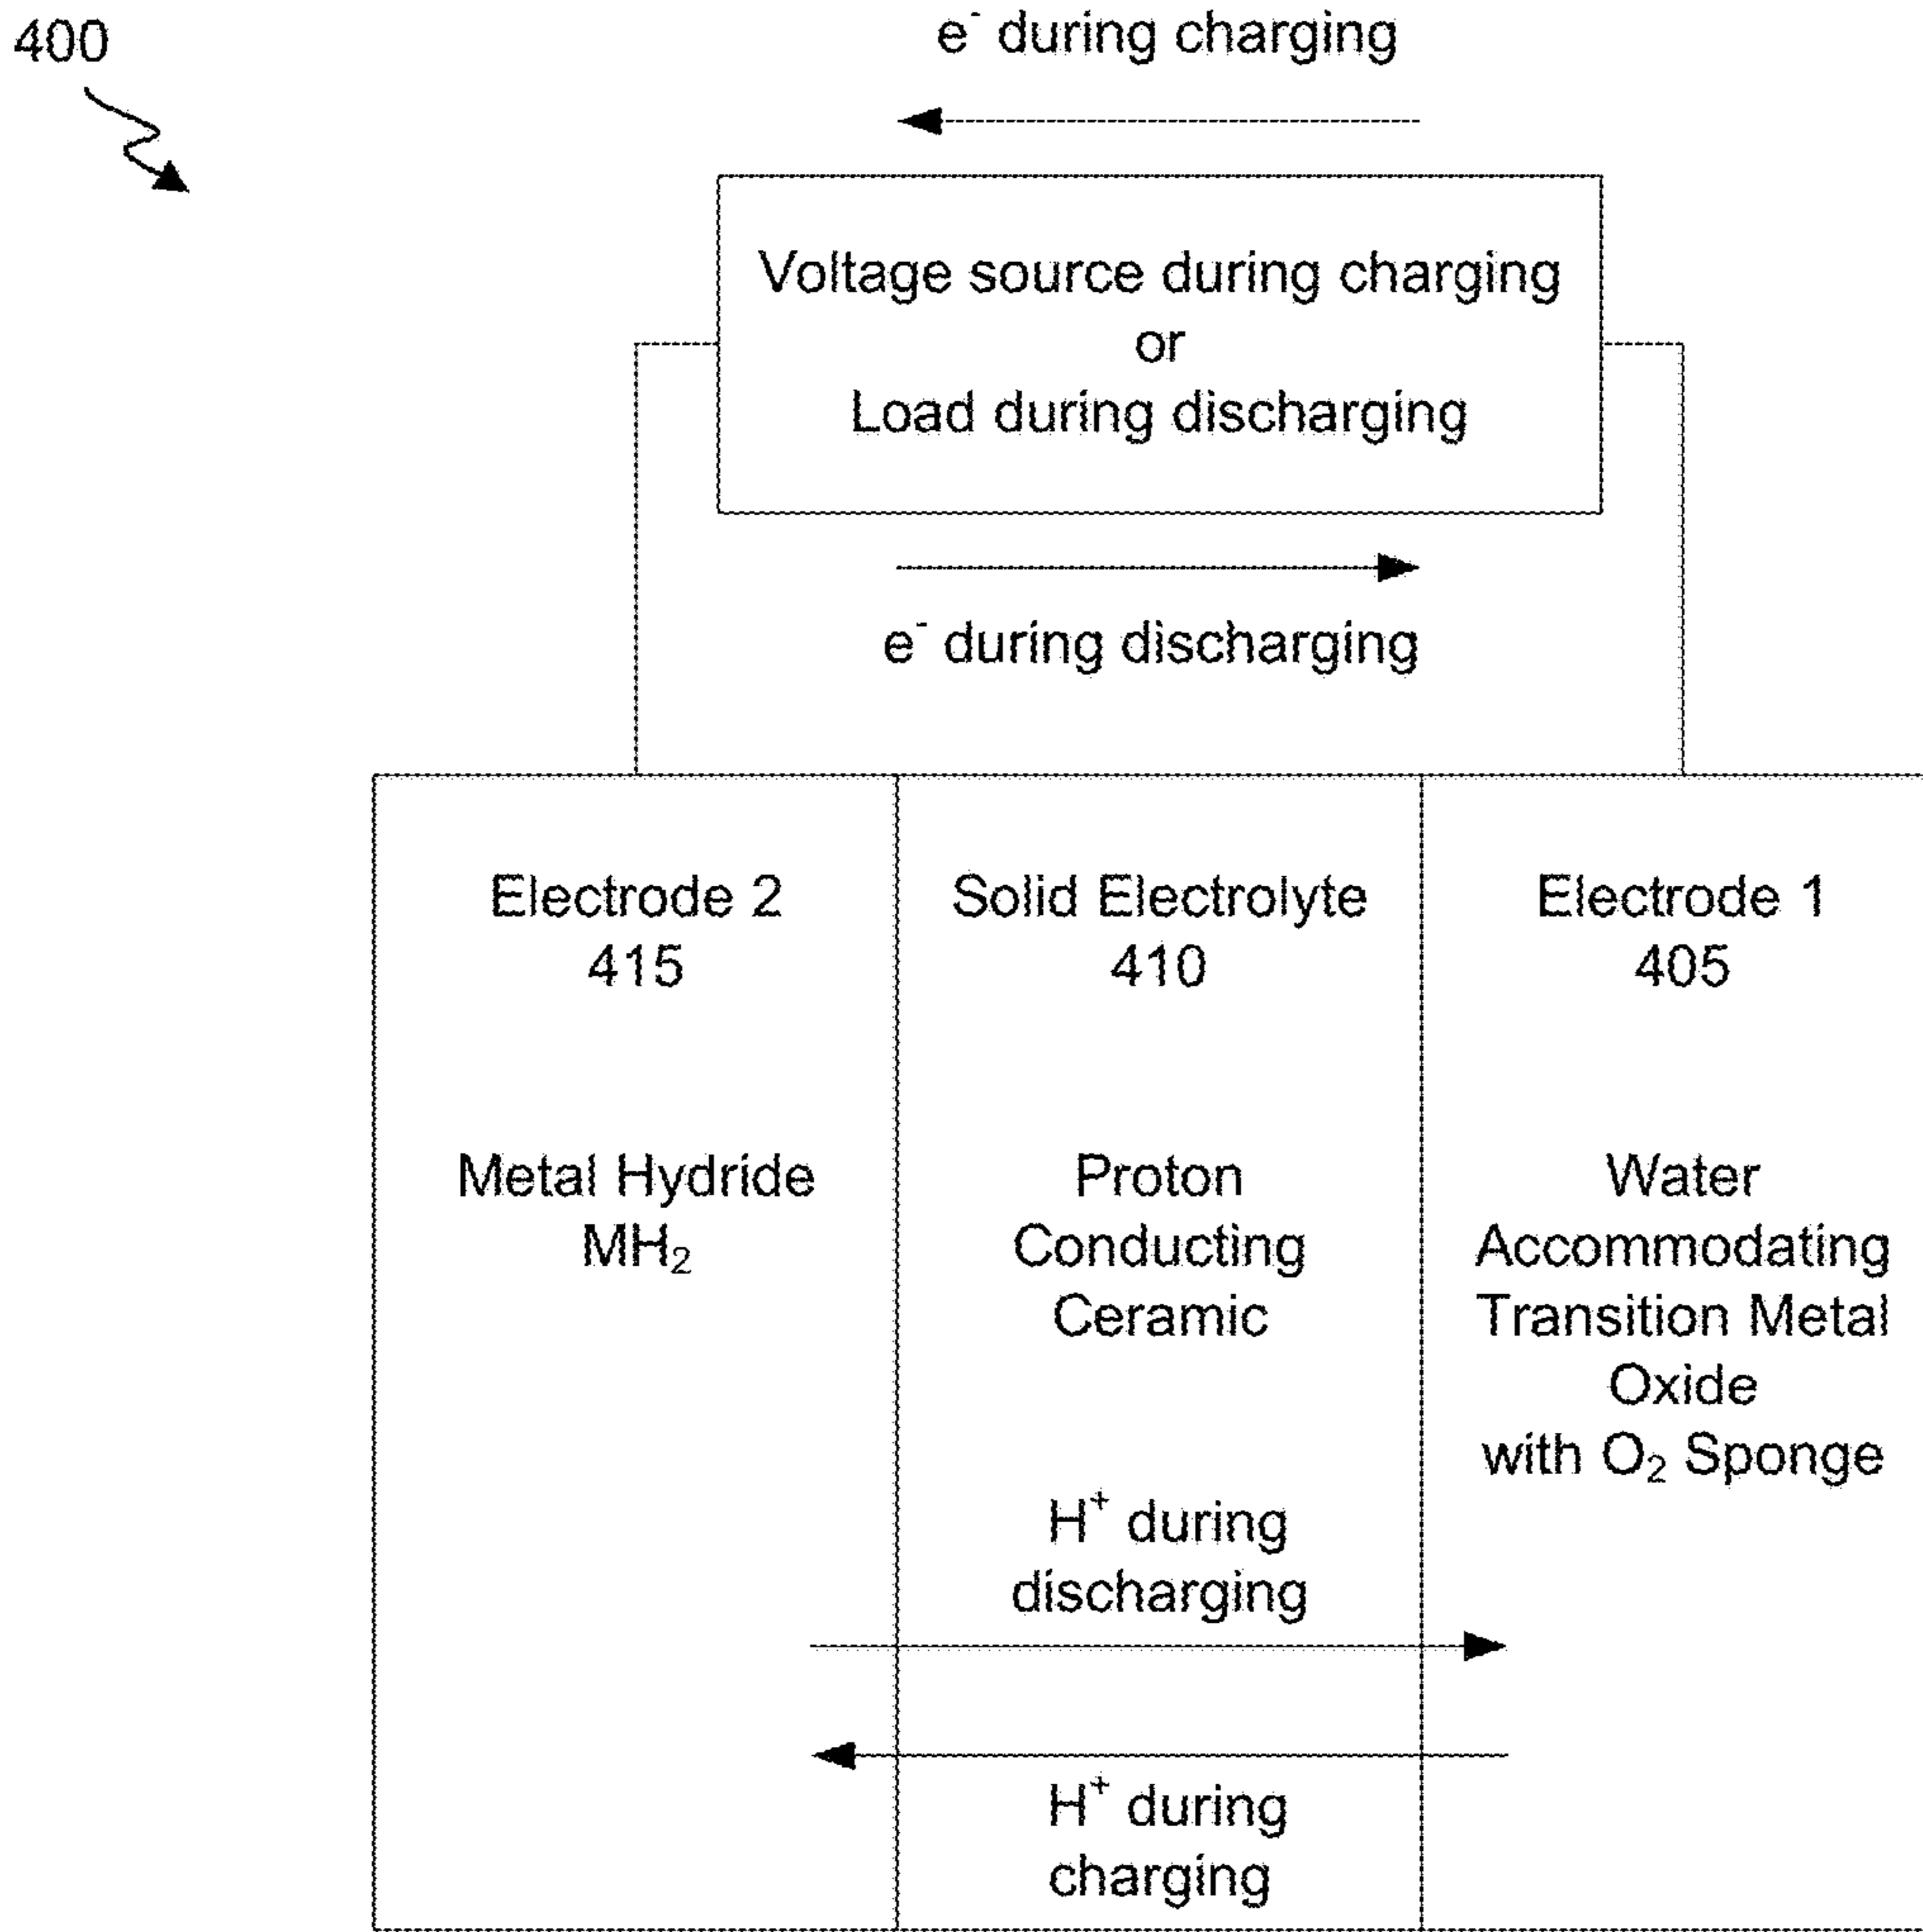 400
e⁻ during charging
Voltage source during charging
or
Load during discharging
e⁻ during discharging
Electrode 2
415
Metal Hydride
MH₂
Solid Electrolyte
410
Proton
Conducting
Ceramic
H⁺ during
discharging
H⁺ during
charging
Electrode 1
405
Water
Accommodating
Transition Metal
Oxide
with O₂ Sponge